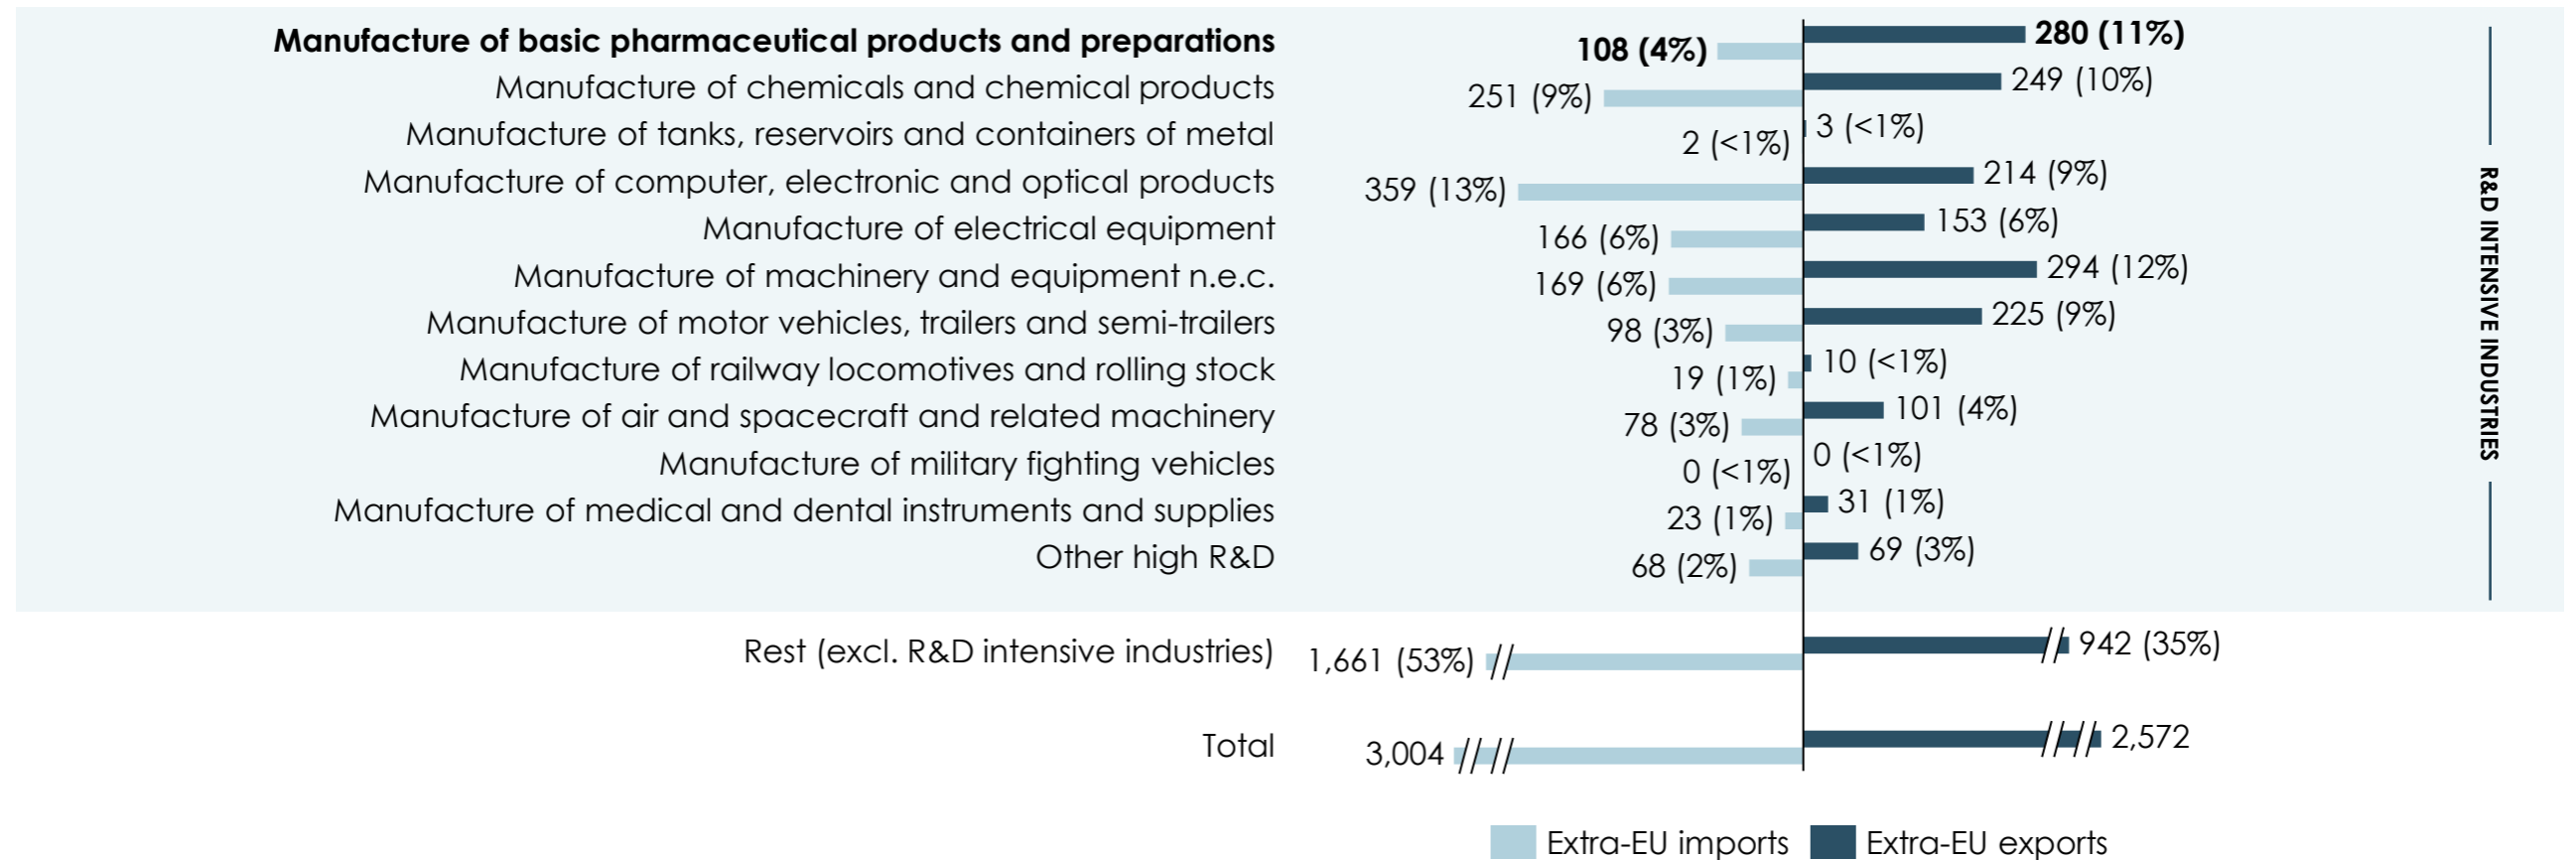 Manufacture of basic pharmaceutical products and preparations 108 (4%) 280 (11%)
Manufacture of chemicals and chemical products 251 (9%) 249 (10%)
Manufacture of tanks, reservoirs and containers of metal 2 (<1%) 3 (<1%)
Manufacture of computer, electronic and optical products 359 (13%) 214 (9%)
Manufacture of electrical equipment 166 (6%) 153 (6%)
Manufacture of machinery and equipment n.e.c. 169 (6%) 294 (12%)
Manufacture of motor vehicles, trailers and semi-trailers 98 (3%) 225 (9%)
Manufacture of railway locomotives and rolling stock 19 (1%) 10 (<1%)
Manufacture of air and spacecraft and related machinery 78 (3%) 101 (4%)
Manufacture of military fighting vehicles 0 (<1%) 0 (<1%)
Manufacture of medical and dental instruments and supplies 23 (1%) 31 (1%)
Other high R&D 68 (2%) 69 (3%)
R&D INTENSIVE INDUSTRIES
Rest (excl. R&D intensive industries) 1,661 (53%) 942 (35%)
Total 3,004 2,572
Extra-EU imports Extra-EU exports